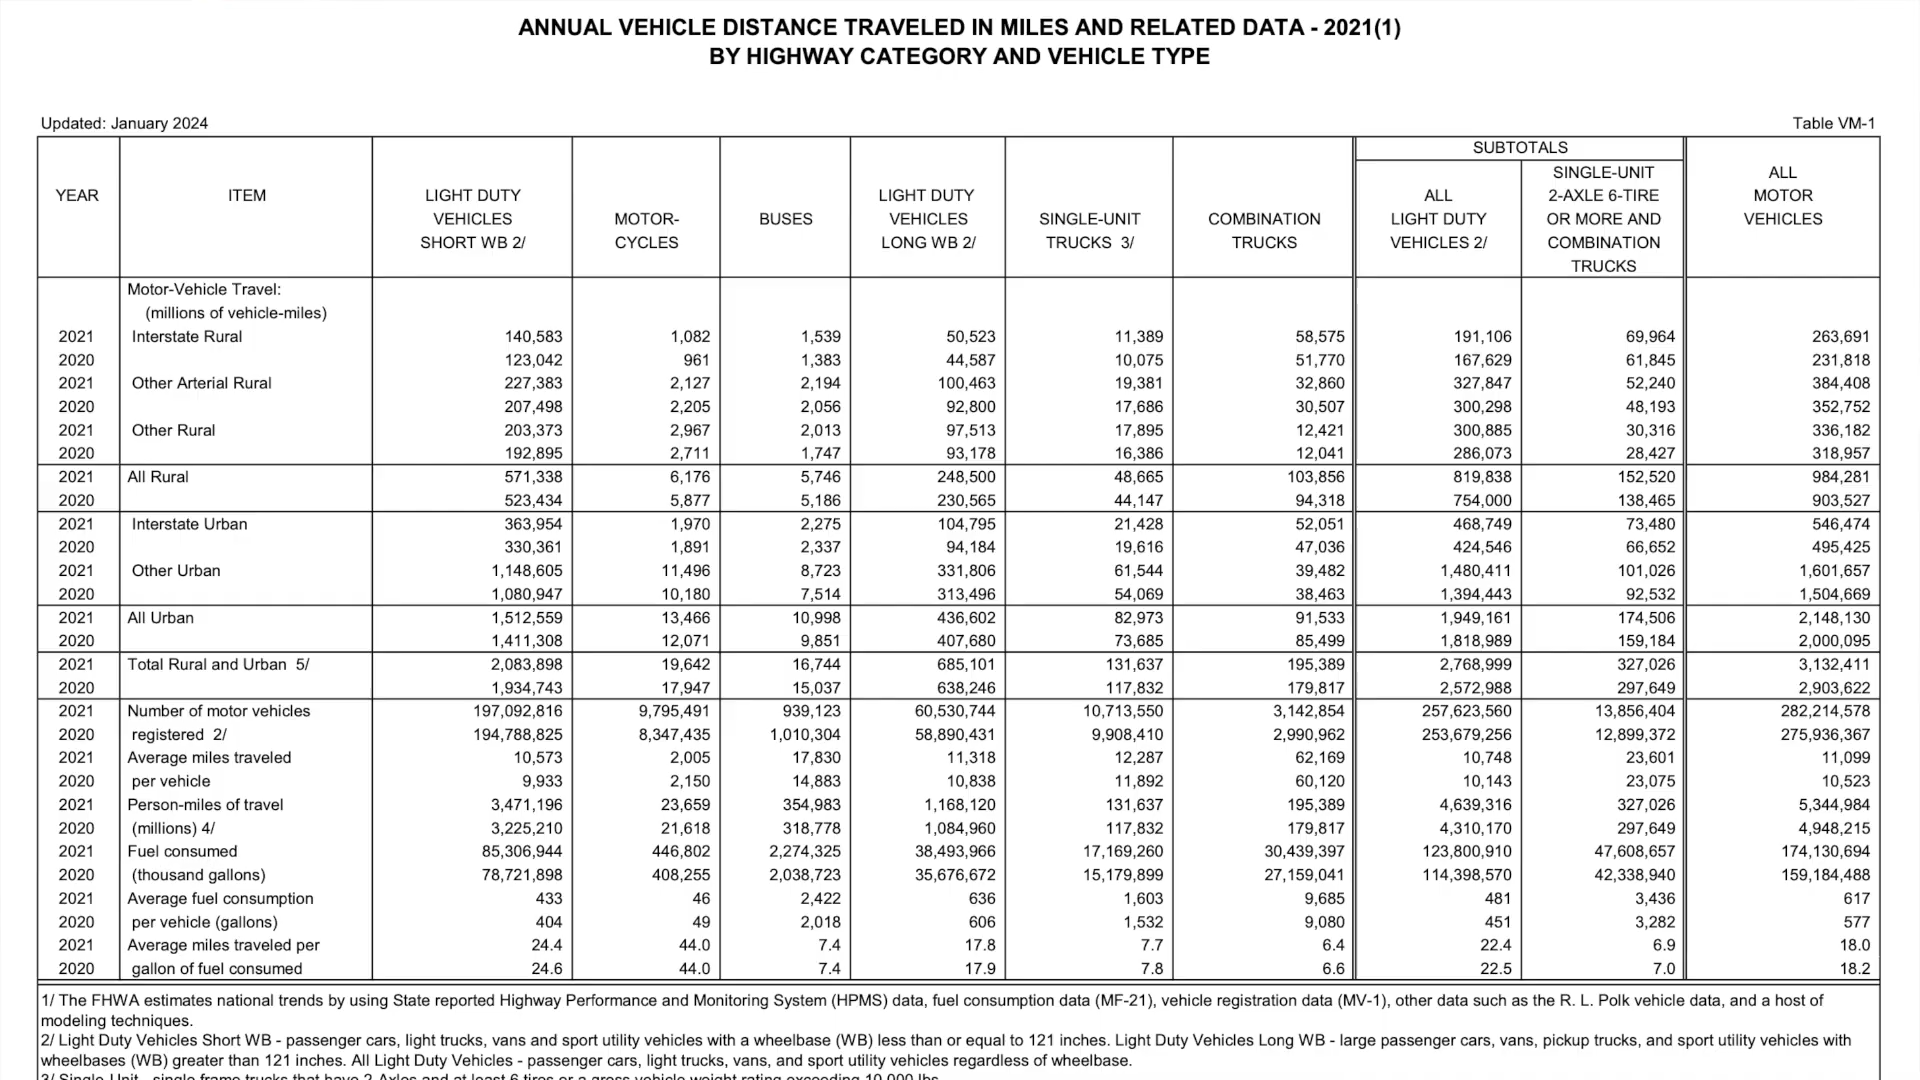 ANNUAL VEHICLE DISTANCE TRAVELED IN MILES AND RELATED DATA - 2021(1)
BY HIGHWAY CATEGORY AND VEHICLE TYPE
Updated: January 2024 Table VM-1
SUBTOTALS
YEAR ITEM LIGHT DUTY VEHICLES SHORT WB 2/ MOTOR-CYCLES BUSES LIGHT DUTY VEHICLES LONG WB 2/ SINGLE-UNIT TRUCKS 3/ COMBINATION TRUCKS ALL LIGHT DUTY VEHICLES 2/ SINGLE-UNIT 2-AXLE 6-TIRE OR MORE AND COMBINATION TRUCKS ALL MOTOR VEHICLES
Motor-Vehicle Travel:
(millions of vehicle-miles)
2021 Interstate Rural 140,583 1,082 1,539 50,523 11,389 58,575 191,106 69,964 263,691
2020 123,042 961 1,383 44,587 10,075 51,770 167,629 61,845 231,818
2021 Other Arterial Rural 227,383 2,127 2,194 100,463 19,381 32,860 327,847 52,240 384,408
2020 207,498 2,205 2,056 92,800 17,686 30,507 300,298 48,193 352,752
2021 Other Rural 203,373 2,967 2,013 97,513 17,895 12,421 300,885 30,316 336,182
2020 192,895 2,711 1,747 93,178 16,386 12,041 286,073 28,427 318,957
2021 All Rural 571,338 6,176 5,746 248,500 48,665 103,856 819,838 152,520 984,281
2020 523,434 5,877 5,186 230,565 44,147 94,318 754,000 138,465 903,527
2021 Interstate Urban 363,954 1,970 2,275 104,795 21,428 52,051 468,749 73,480 546,474
2020 330,361 1,891 2,337 94,184 19,616 47,036 424,546 66,652 495,425
2021 Other Urban 1,148,605 11,496 8,723 331,806 61,544 39,482 1,480,411 101,026 1,601,657
2020 1,080,947 10,180 7,514 313,496 54,069 38,463 1,394,443 92,532 1,504,669
2021 All Urban 1,512,559 13,466 10,998 436,602 82,973 91,533 1,949,161 174,506 2,148,130
2020 1,411,308 12,071 9,851 407,680 73,685 85,499 1,818,989 159,184 2,000,095
2021 Total Rural and Urban 5/ 2,083,898 19,642 16,744 685,101 131,637 195,389 2,768,999 327,026 3,132,411
2020 1,934,743 17,947 15,037 638,246 117,832 179,817 2,572,988 297,649 2,903,622
2021 Number of motor vehicles 197,092,816 9,795,491 939,123 60,530,744 10,713,550 3,142,854 257,623,560 13,856,404 282,214,578
2020 registered 2/ 194,788,825 8,347,435 1,010,304 58,890,431 9,908,410 2,990,962 253,679,256 12,899,372 275,936,367
2021 Average miles traveled 10,573 2,005 17,830 11,318 12,287 62,169 10,748 23,601 11,099
2020 per vehicle 9,933 2,150 14,883 10,838 11,892 60,120 10,143 23,075 10,523
2021 Person-miles of travel 3,471,196 23,659 354,983 1,168,120 131,637 195,389 4,639,316 327,026 5,344,984
2020 (millions) 4/ 3,225,210 21,618 318,778 1,084,960 117,832 179,817 4,310,170 297,649 4,948,215
2021 Fuel consumed 85,306,944 446,802 2,274,325 38,493,966 17,169,260 30,439,397 123,800,910 47,608,657 174,130,694
2020 (thousand gallons) 78,721,898 408,255 2,038,723 35,676,672 15,179,899 27,159,041 114,398,570 42,338,940 159,184,488
2021 Average fuel consumption 433 46 2,422 636 1,603 9,685 481 3,436 617
2020 per vehicle (gallons) 404 49 2,018 606 1,532 9,080 451 3,282 577
2021 Average miles traveled per 24.4 44.0 7.4 17.8 7.7 6.4 22.4 6.9 18.0
2020 gallon of fuel consumed 24.6 44.0 7.4 17.9 7.8 6.6 22.5 7.0 18.2
1/ The FHWA estimates national trends by using State reported Highway Performance and Monitoring System (HPMS) data, fuel consumption data (MF-21), vehicle registration data (MV-1), other data such as the R. L. Polk vehicle data, and a host of
modeling techniques.
2/ Light Duty Vehicles Short WB - passenger cars, light trucks, vans and sport utility vehicles with a wheelbase (WB) less than or equal to 121 inches. Light Duty Vehicles Long WB - large passenger cars, vans, pickup trucks, and sport utility vehicles with
wheelbases (WB) greater than 121 inches. All Light Duty Vehicles - passenger cars, light trucks, vans, and sport utility vehicles regardless of wheelbase.
3/ Single-Unit - single frame trucks that have 2-Axles and at least 6 tires or a gross vehicle weight rating exceeding 10,000 lbs.